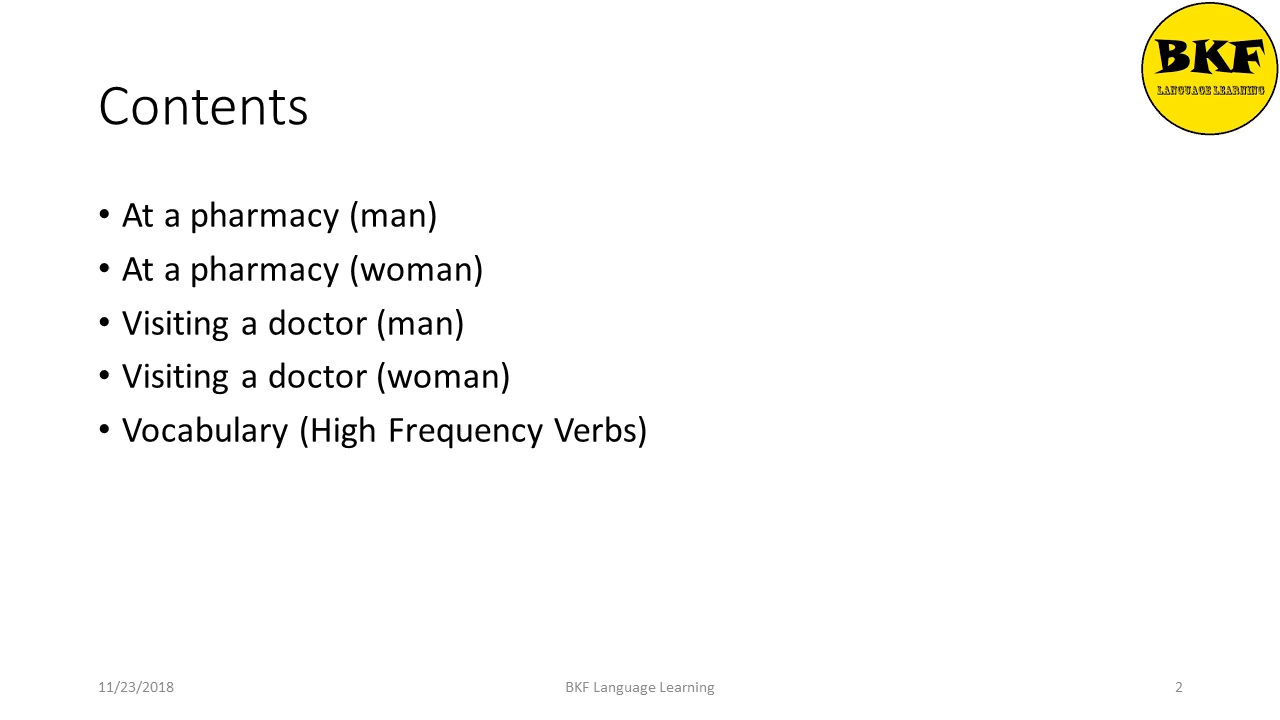 BKF
LANGUAGE LEARNING
Contents
• At a pharmacy (man)
• At a pharmacy (woman)
• Visiting a doctor (man)
• Visiting a doctor (woman)
• Vocabulary (High Frequency Verbs)
11/23/2018
BKF Language Learning
2